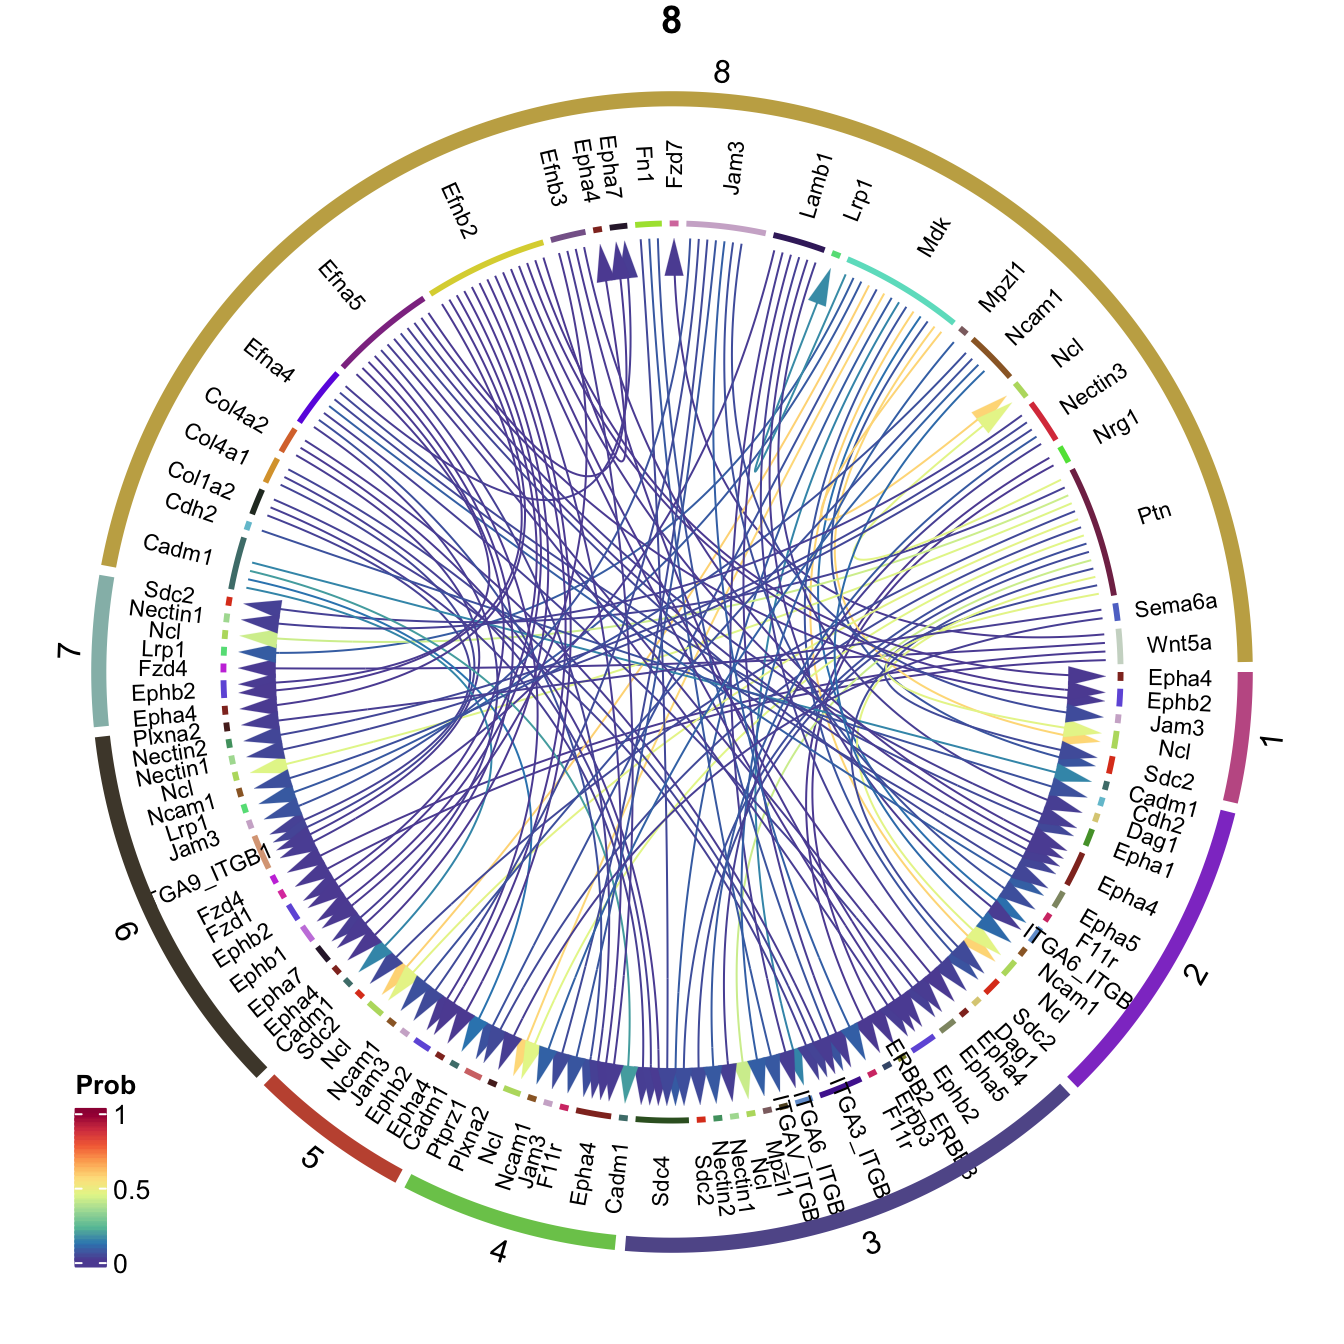 8
8
Efnb2
Efnb3
Epha4
Epha7
Fn1
Fzd7
Jam3
Lamb1
Lrp1
Mdk
Mpzl1
Ncam1
Ncl
Nectin3
Nrg1
Ptn
Sema6a
Wnt5a
Efna5
Efna4
Col4a2
Col4a1
Col1a2
Cdh2
Cadm1
1
Epha4
Ephb2
Jam3
Ncl
Sdc2
2
Cadm1
Cdh2
Dag1
Epha1
Epha4
Epha5
F11r
ITGA6_ITGB
Ncam1
Ncl
Sdc2
3
Dag1
Epha4
Epha5
Ephb2
ERBB2_ERBB3
Erbb3
F11r
ITGA3_ITGB
ITGA6_ITGB
ITGAV_ITGB
Mpzl1
Ncl
Nectin1
Nectin2
Sdc2
Sdc4
4
Cadm1
Epha4
F11r
Jam3
Ncam1
Ncl
Plxna2
Ptprz1
5
Cadm1
Epha4
Ephb2
Jam3
Ncam1
Ncl
Sdc2
6
Cadm1
Epha4
Epha7
Ephb1
Ephb2
Fzd1
Fzd4
GA9_ITGB1
Jam3
Lrp1
Ncam1
Ncl
Nectin1
Nectin2
Plxna2
7
Epha4
Ephb2
Fzd4
Lrp1
Ncl
Nectin1
Sdc2
Prob
1
0.5
0